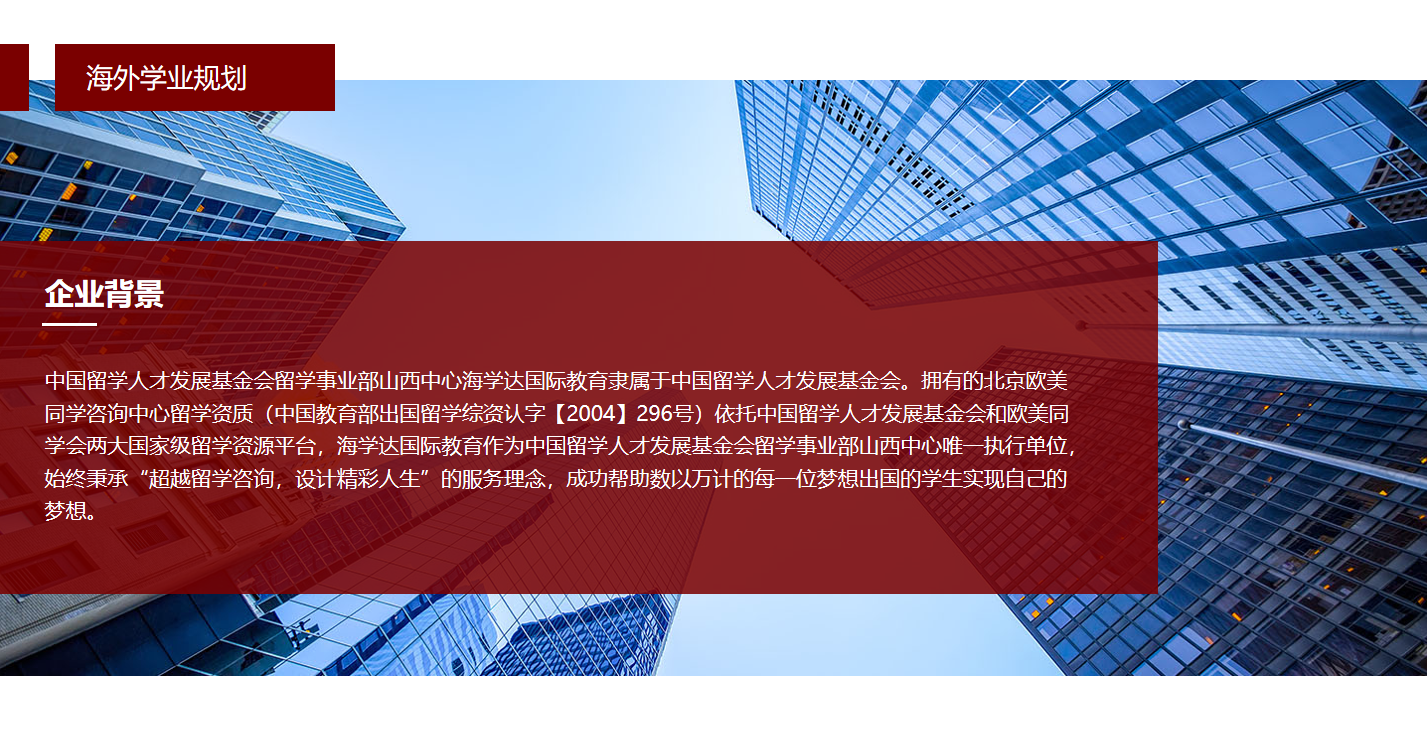 海外学业规划
企业背景
中国留学人才发展基金会留学事业部山西中心海学达国际教育隶属于中国留学人才发展基金会。拥有的北京欧美
同学咨询中心留学资质（中国教育部出国留学综资认字【2004】296号）依托中国留学人才发展基金会和欧美同
学会两大国家级留学资源平台，海学达国际教育作为中国留学人才发展基金会留学事业部山西中心唯一执行单位，
始终秉承“超越留学咨询，设计精彩人生”的服务理念，成功帮助数以万计的每一位梦想出国的学生实现自己的
梦想。